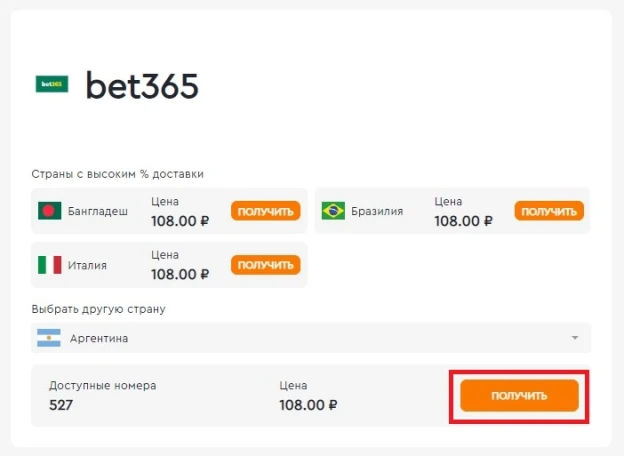 bet365
bet365
Страны с высоким % доставки
Бангладеш
Цена
108.00 ₽
ПОЛУЧИТЬ
Бразилия
Цена
108.00 ₽
ПОЛУЧИТЬ
Италия
Цена
108.00 ₽
ПОЛУЧИТЬ
Выбрать другую страну
Аргентина
Доступные номера
527
Цена
108.00 ₽
ПОЛУЧИТЬ